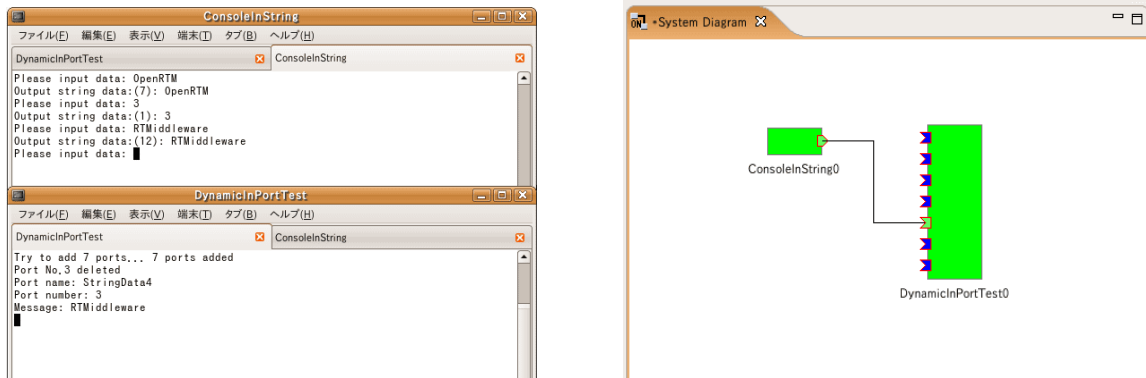 ConsoleInString
ファイル(F) 編集(E) 表示(V) 端末(T) タブ(B) ヘルプ(H)
DynamicInPortTest ConsoleInString
Please input data: OpenRTM
Output string data:(7): OpenRTM
Please input data: 3
Output string data:(1): 3
Please input data: RTMiddleware
Output string data:(12): RTMiddleware
Please input data:
DynamicInPortTest
ファイル(F) 編集(E) 表示(V) 端末(T) タブ(B) ヘルプ(H)
DynamicInPortTest ConsoleInString
Try to add 7 ports... 7 ports added
Port No.3 deleted
Port name: StringData4
Port number: 3
Message: RTMiddleware
ON *System Diagram
ConsoleInString0
DynamicInPortTest0